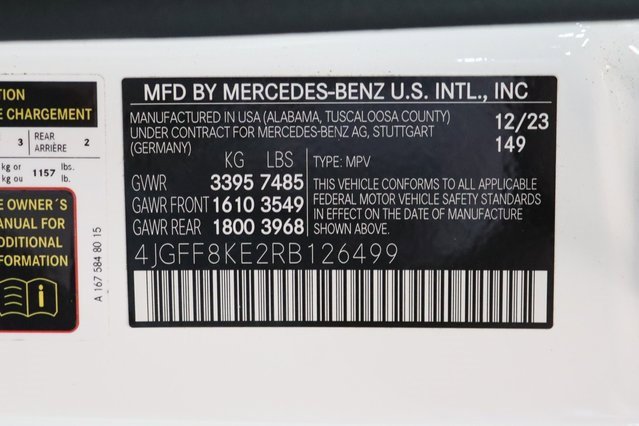 TION
E CHARGEMENT
3 REAR ARRIÈRE 2
kg or kg ou 1157 lbs. lb.
E OWNER´S
ANUAL FOR
DDITIONAL
FORMATION
A 167 584 80 15
MFD BY MERCEDES-BENZ U.S. INTL., INC
MANUFACTURED IN USA (ALABAMA, TUSCALOOSA COUNTY)
UNDER CONTRACT FOR MERCEDES-BENZ AG, STUTTGART
(GERMANY)
12/23
149
KG LBS
GVWR 3395 7485
GAWR FRONT 1610 3549
GAWR REAR 1800 3968
TYPE: MPV
THIS VEHICLE CONFORMS TO ALL APPLICABLE
FEDERAL MOTOR VEHICLE SAFETY STANDARDS
IN EFFECT ON THE DATE OF MANUFACTURE
SHOWN ABOVE.
4JGFF8KE2RB126499